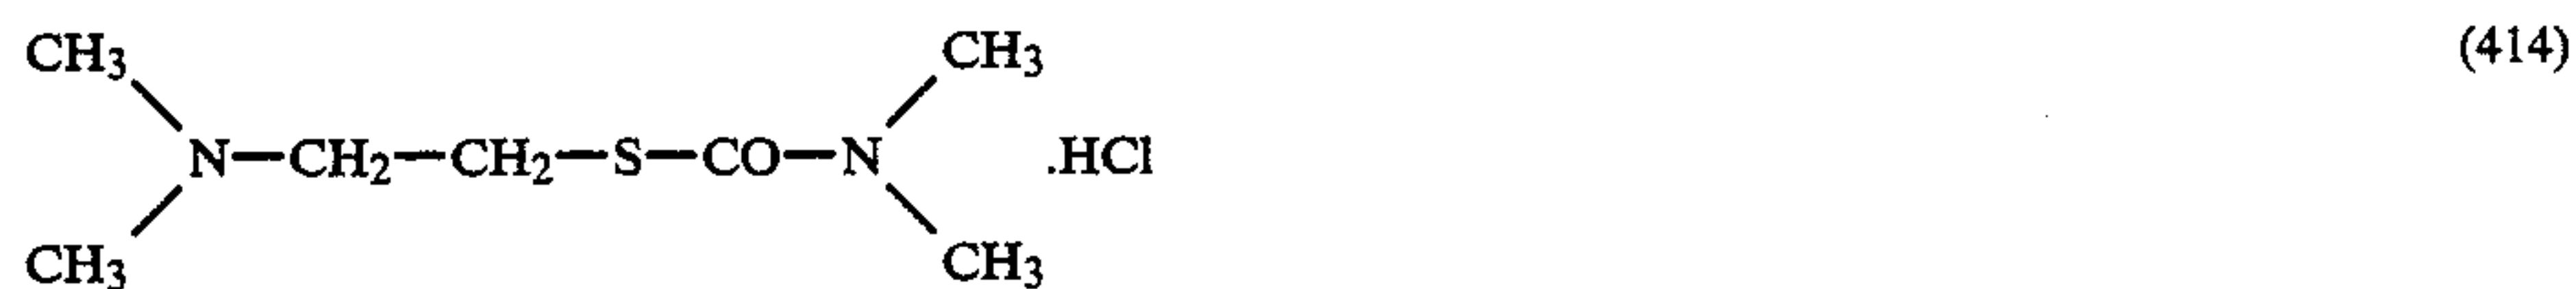 CH3 CH3 (414)
N—CH2—CH2—S—CO—N .HCl
CH3 CH3